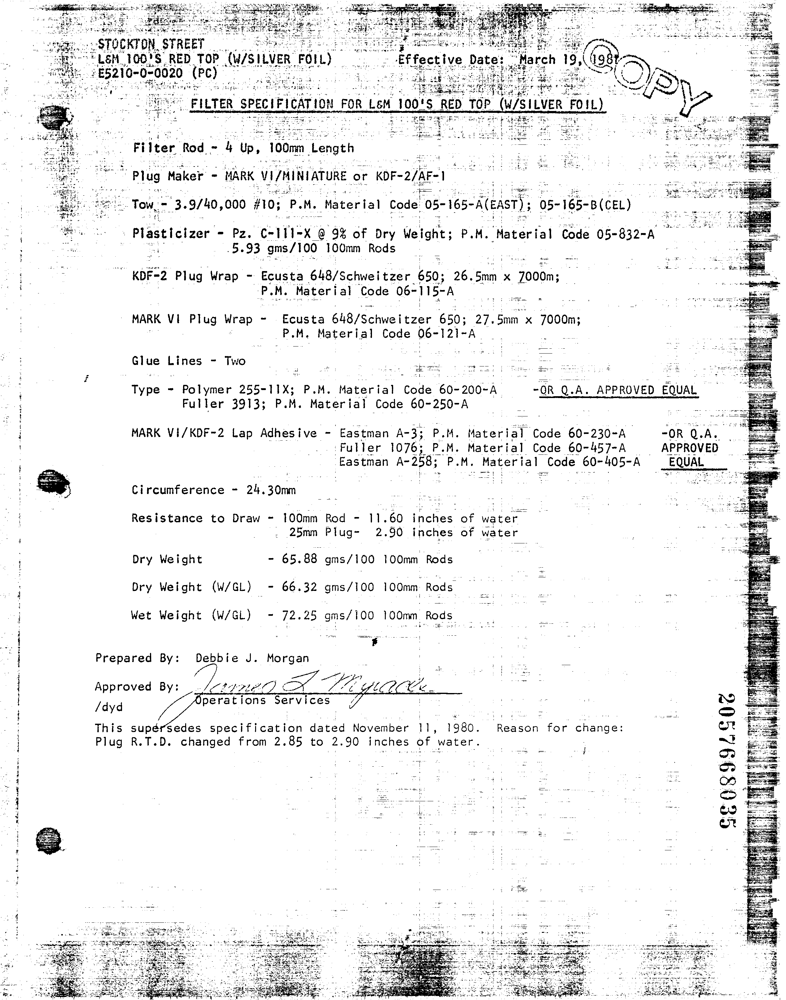 STOCKTON STREET
L&M 100'S RED TOP (W/SILVER FOIL) Effective Date: March 19, 198
E5210-0-0020 (PC)
COPY
FILTER SPECIFICATION FOR L&M 100'S RED TOP (W/SILVER FOIL)
Filter Rod - 4 Up, 100mm Length
Plug Maker - MARK VI/MINIATURE or KDF-2/AF-1
Tow - 3.9/40,000 #10; P.M. Material Code 05-165-A(EAST); 05-165-B(CEL)
Plasticizer - Pz. C-111-X @ 9% of Dry Weight; P.M. Material Code 05-832-A
5.93 gms/100 100mm Rods
KDF-2 Plug Wrap - Ecusta 648/Schweitzer 650; 26.5mm x 7000m;
P.M. Material Code 06-115-A
MARK VI Plug Wrap - Ecusta 648/Schweitzer 650; 27.5mm x 7000m;
P.M. Material Code 06-121-A
Glue Lines - Two
Type - Polymer 255-11X; P.M. Material Code 60-200-A -OR Q.A. APPROVED EQUAL
Fuller 3913; P.M. Material Code 60-250-A
MARK VI/KDF-2 Lap Adhesive - Eastman A-3; P.M. Material Code 60-230-A -OR Q.A.
Fuller 1076; P.M. Material Code 60-457-A APPROVED
Eastman A-258; P.M. Material Code 60-405-A EQUAL
Circumference - 24.30mm
Resistance to Draw - 100mm Rod - 11.60 inches of water
25mm Plug- 2.90 inches of water
Dry Weight - 65.88 gms/100 100mm Rods
Dry Weight (W/GL) - 66.32 gms/100 100mm Rods
Wet Weight (W/GL) - 72.25 gms/100 100mm Rods
Prepared By: Debbie J. Morgan
Approved By: James L
/dyd Operations Services
This supersedes specification dated November 11, 1980. Reason for change:
Plug R.T.D. changed from 2.85 to 2.90 inches of water.
2057668035